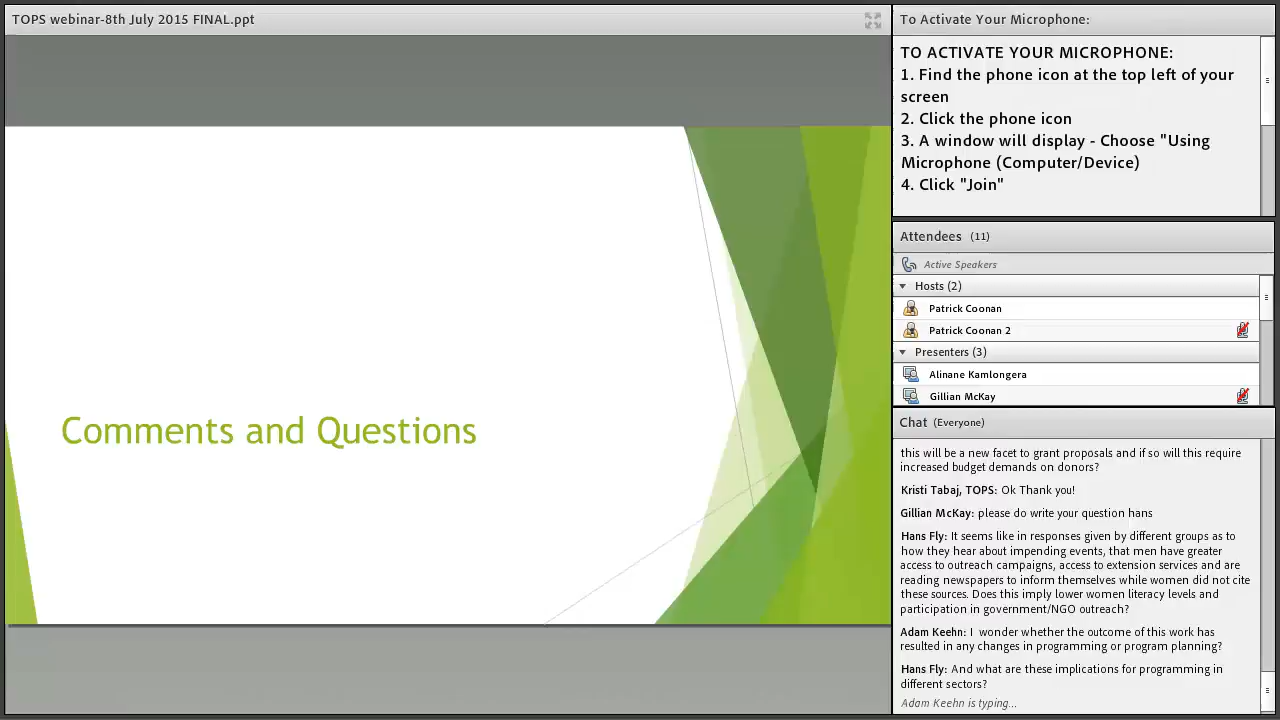 TOPS webinar-8th July 2015 FINAL.ppt
Comments and Questions
To Activate Your Microphone:
TO ACTIVATE YOUR MICROPHONE:
1. Find the phone icon at the top left of your
screen
2. Click the phone icon
3. A window will display - Choose "Using
Microphone (Computer/Device)
4. Click "Join"
Attendees (11)
Active Speakers
Hosts (2)
Patrick Coonan
Patrick Coonan 2
Presenters (3)
Alinane Kamlongera
Gillian McKay
Chat (Everyone)
this will be a new facet to grant proposals and if so will this require
increased budget demands on donors?
Kristi Tabaj, TOPS: Ok Thank you!
Gillian McKay: please do write your question hans
Hans Fly: It seems like in responses given by different groups as to
how they hear about impending events, that men have greater
access to outreach campaigns, access to extension services and are
reading newspapers to inform themselves while women did not cite
these sources. Does this imply lower women literacy levels and
participation in government/NGO outreach?
Adam Keehn: I wonder whether the outcome of this work has
resulted in any changes in programming or program planning?
Hans Fly: And what are these implications for programming in
different sectors?
Adam Keehn is typing...